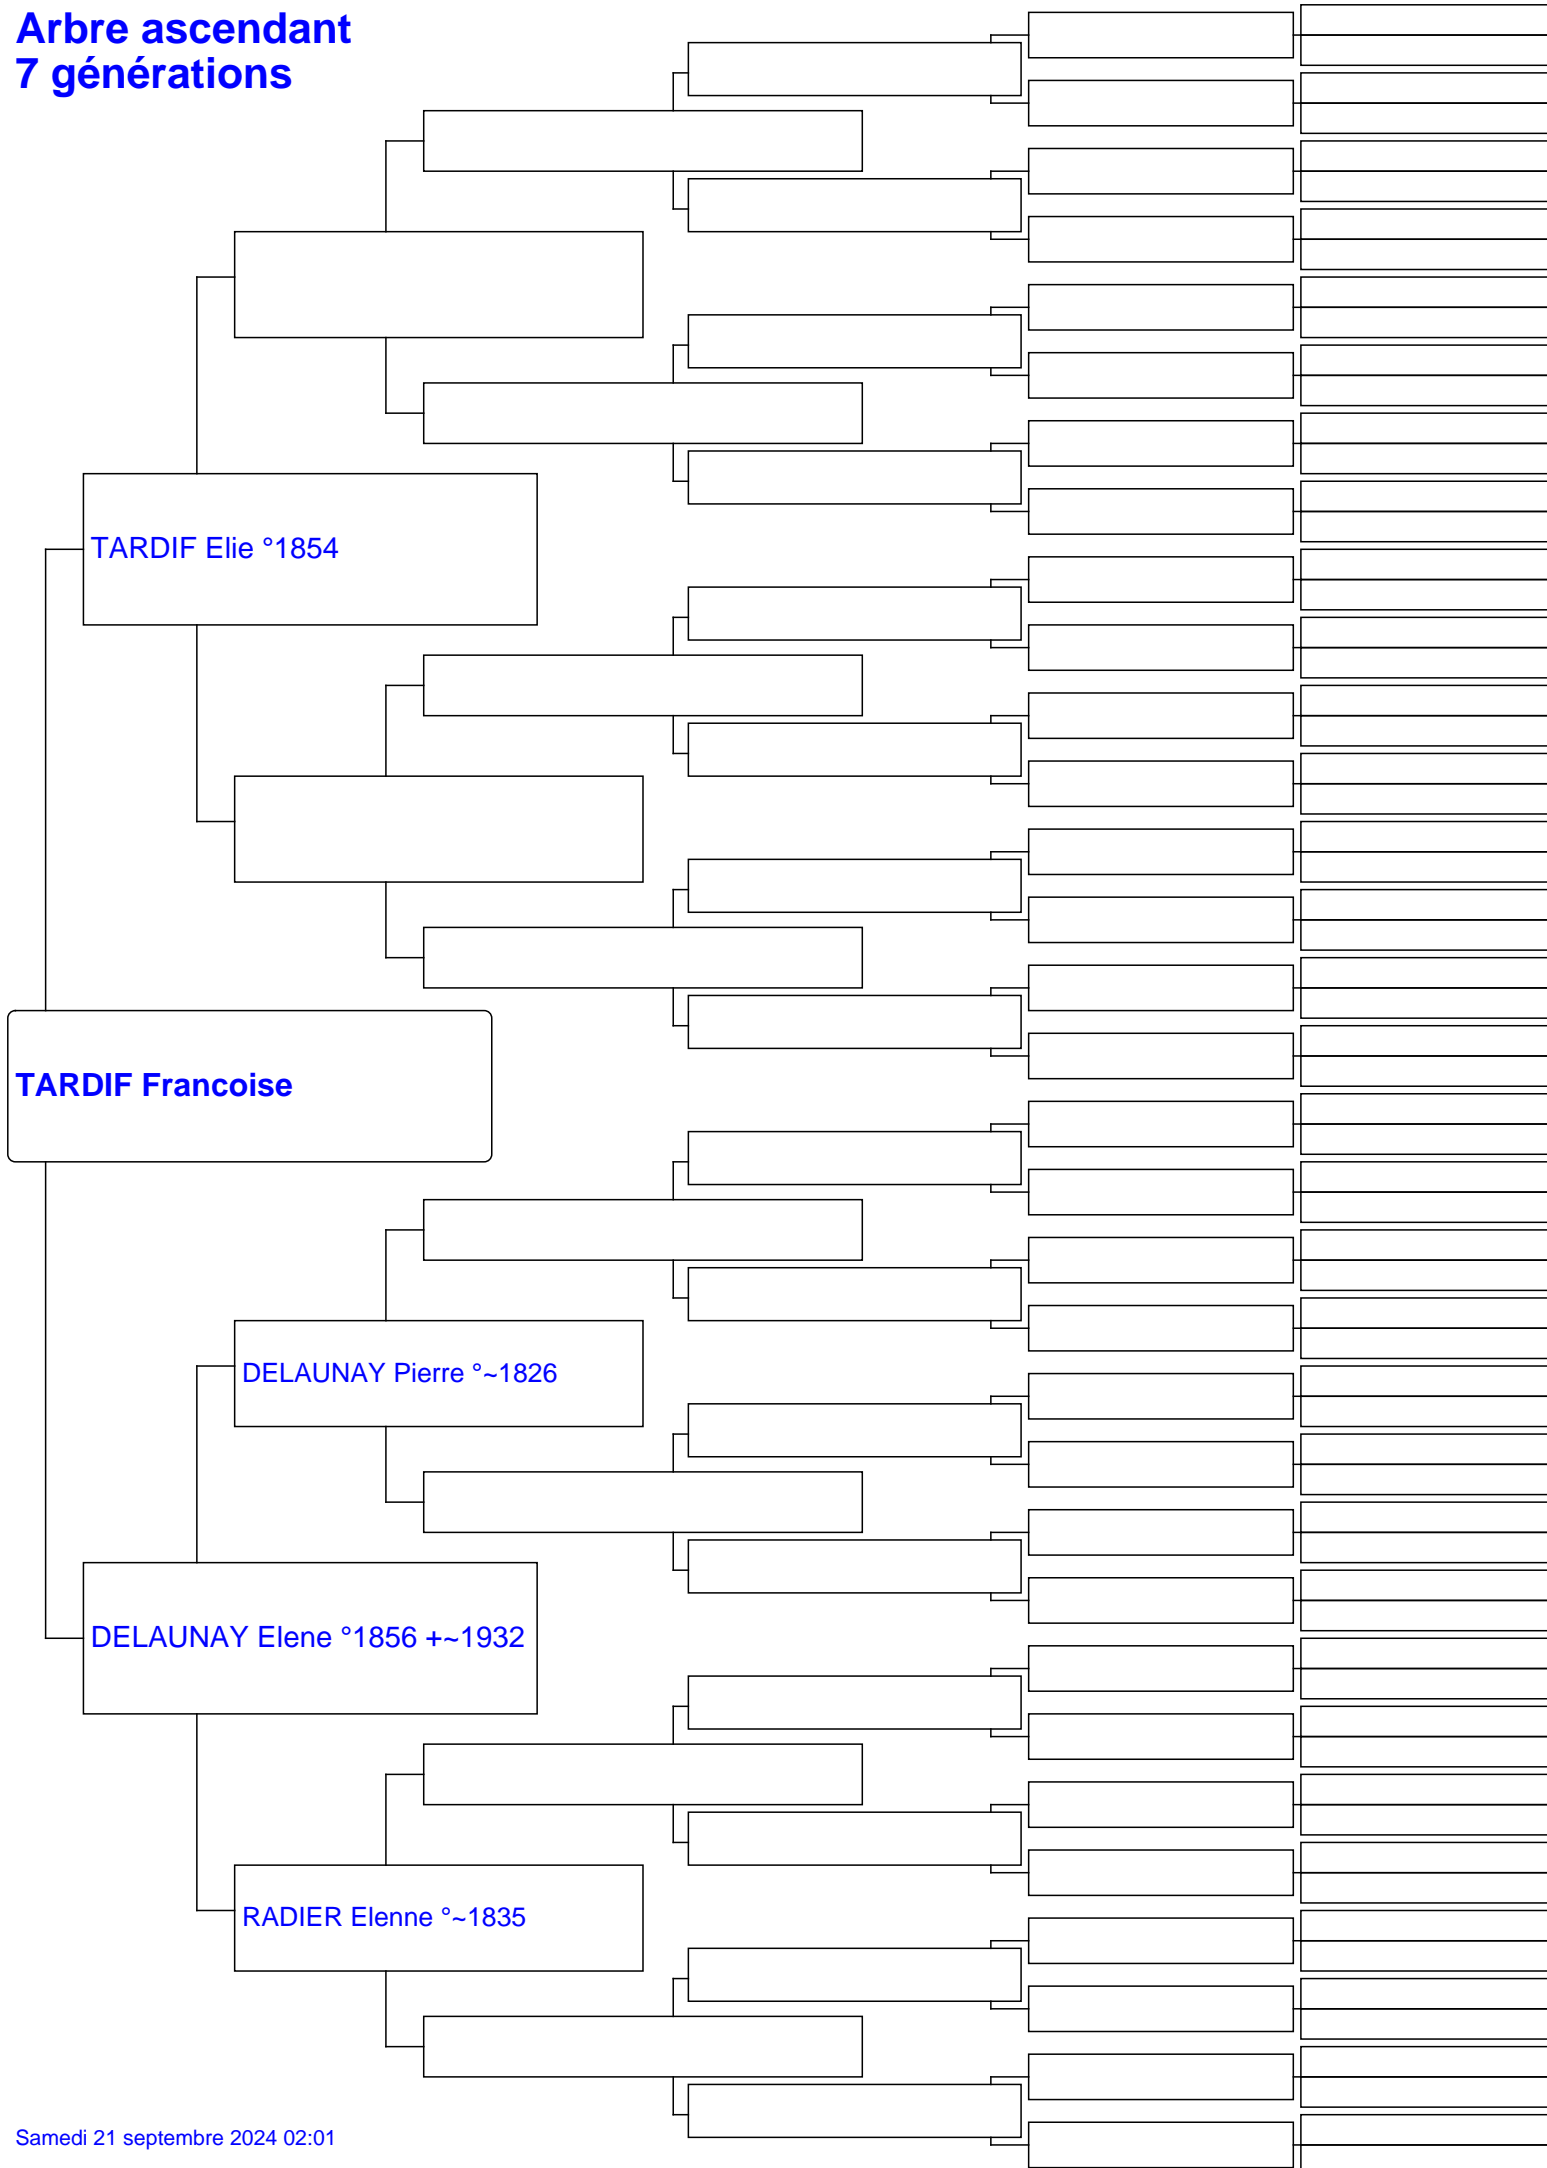 Arbre ascendant
7 générations
TARDIF Elie °1854
TARDIF Francoise
DELAUNAY Pierre °~1826
DELAUNAY Elene °1856 +~1932
RADIER Elenne °~1835
Samedi 21 septembre 2024 02:01